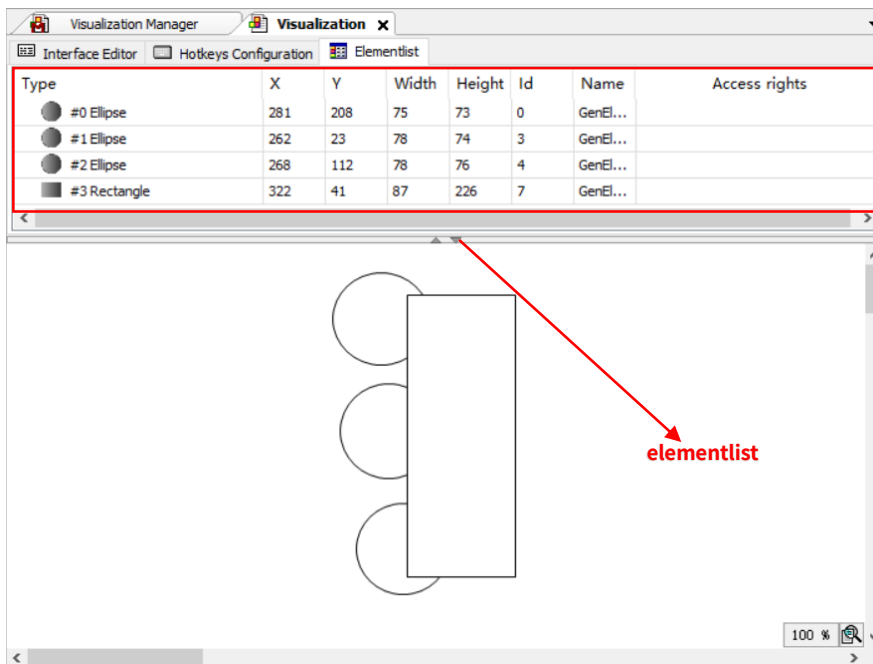 Visualization Manager Visualization
Interface Editor Hotkeys Configuration Elementlist
Type X Y Width Height Id Name Access rights
#0 Ellipse 281 208 75 73 0 GenEl...
#1 Ellipse 262 23 78 74 3 GenEl...
#2 Ellipse 268 112 78 76 4 GenEl...
#3 Rectangle 322 41 87 226 7 GenEl...
elementlist
100 %